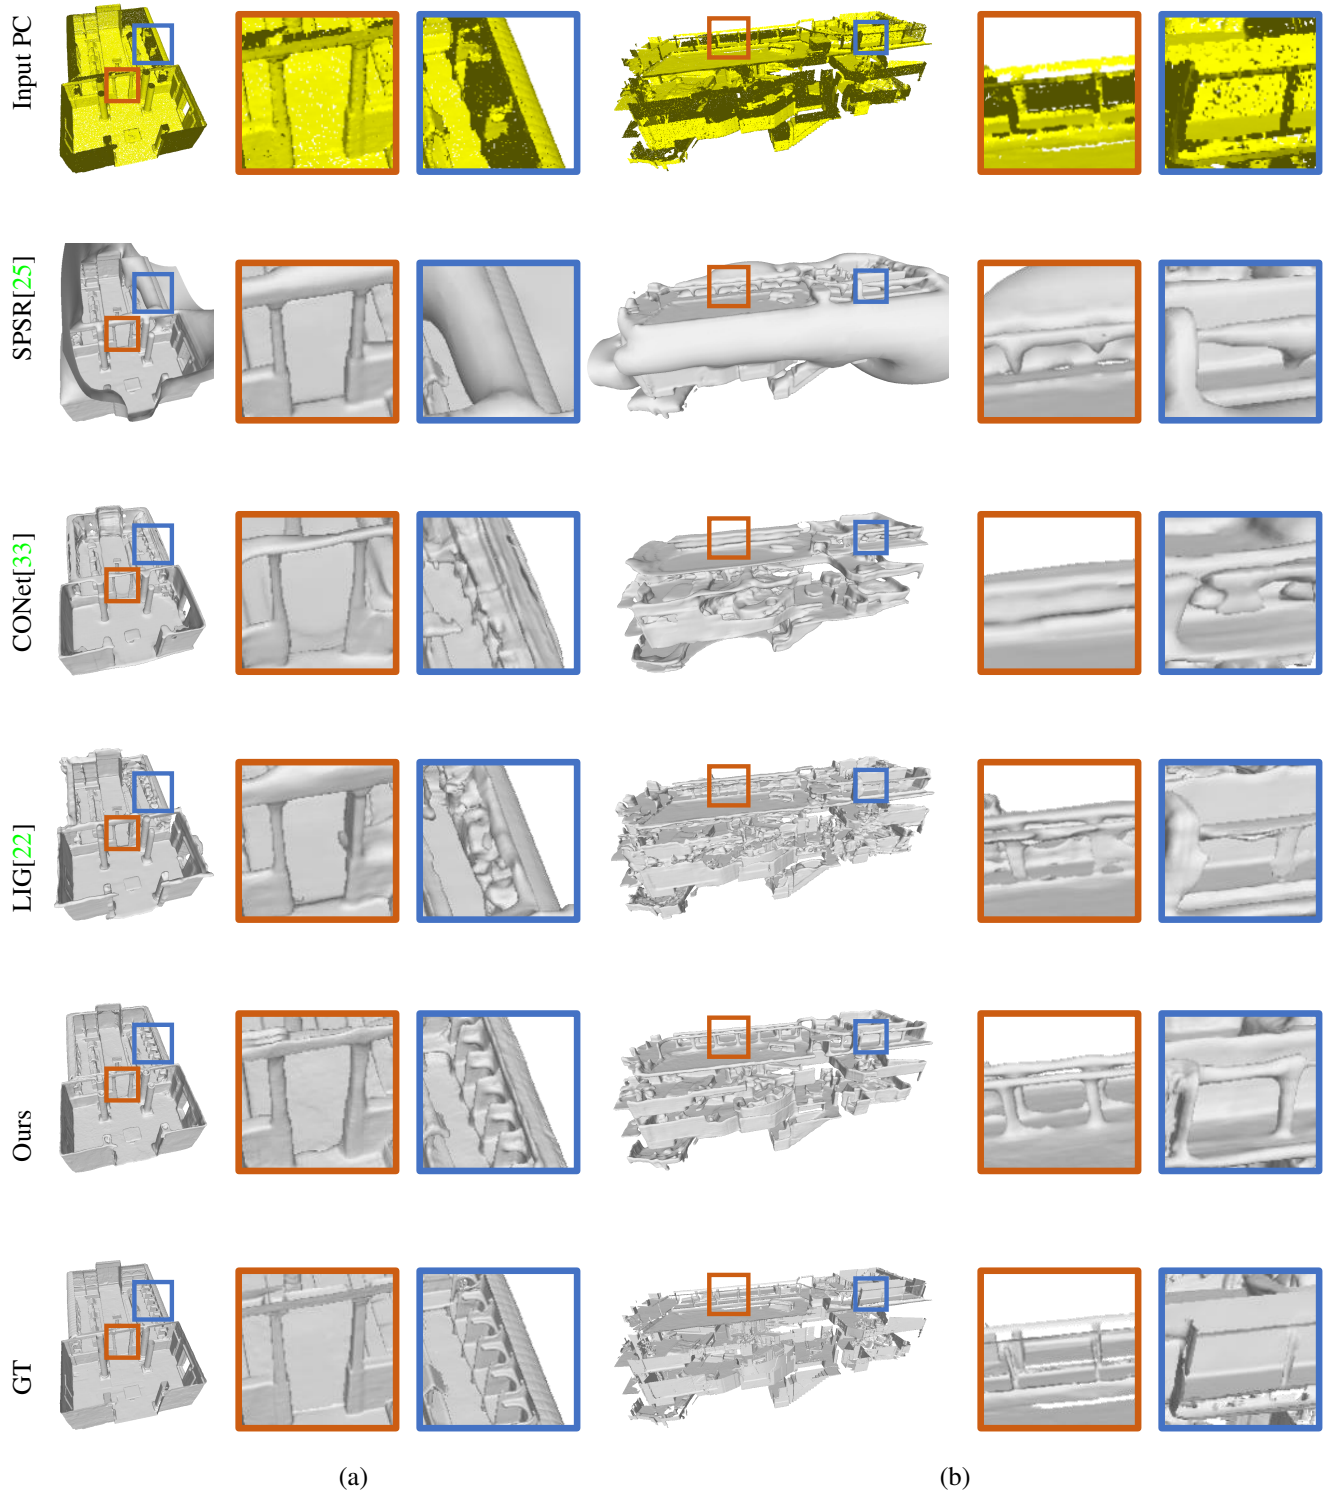 Input PC
SPSR[25]
CONet[33]
LIG[22]
Ours
GT
(a)
(b)